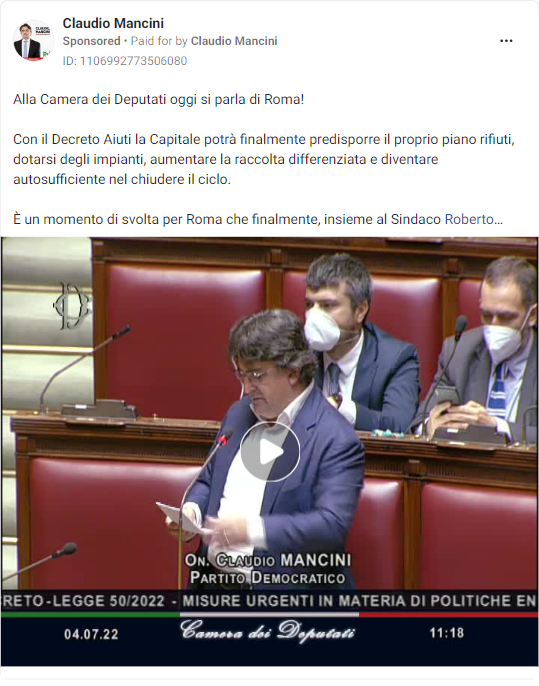 Claudio Mancini
Sponsored • Paid for by Claudio Mancini
ID: 1106992773506080
Alla Camera dei Deputati oggi si parla di Roma!
Con il Decreto Aiuti la Capitale potrà finalmente predisporre il proprio piano rifiuti,
dotarsi degli impianti, aumentare la raccolta differenziata e diventare
autosufficiente nel chiudere il ciclo.
È un momento di svolta per Roma che finalmente, insieme al Sindaco Roberto...
On. Claudio MANCINI
Partito Democratico
CRETO-LEGGE 50/2022 - MISURE URGENTI IN MATERIA DI POLITICHE EN
04.07.22
Camera dei Deputati
11:18